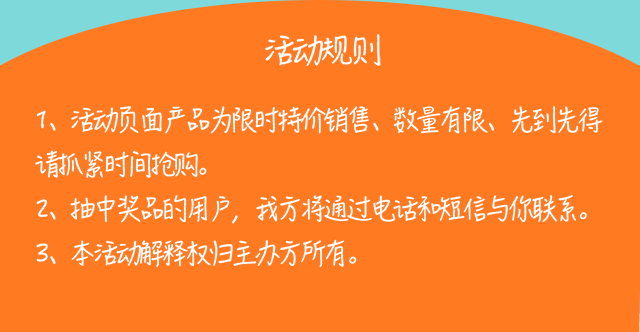 活动规则
1、活动页面产品为限时特价销售、数量有限、先到先得
请抓紧时间抢购。
2、抽中奖品的用户，我方将通过电话和短信与你联系。
3、本活动解释权归主办方所有。